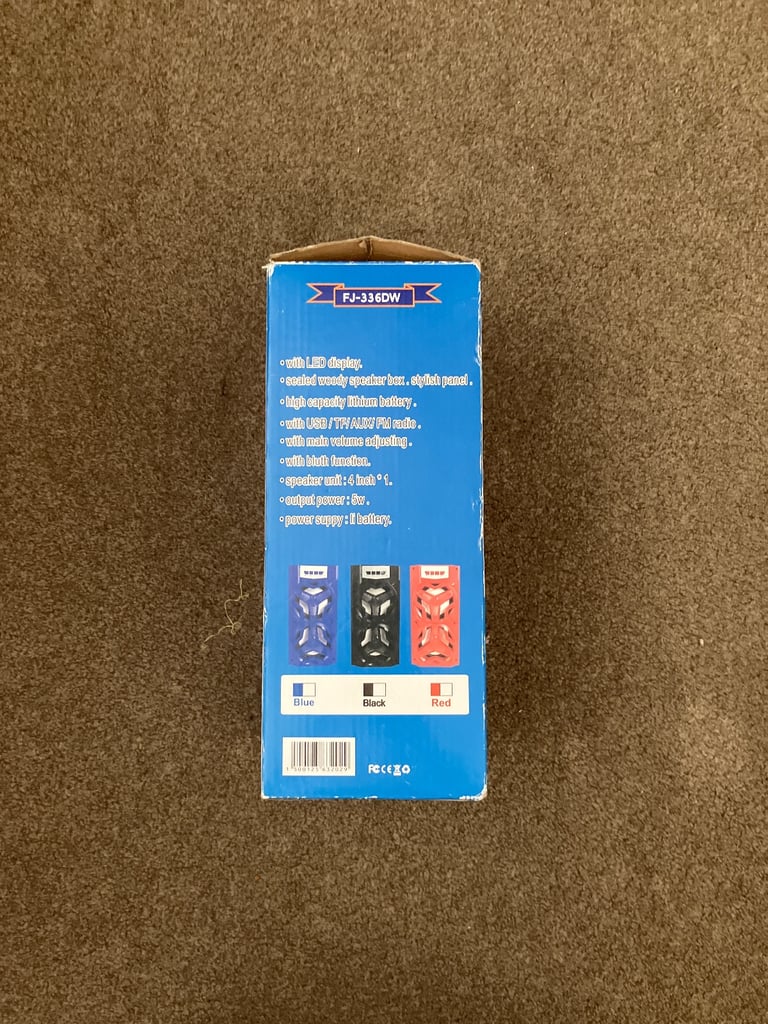 FJ-336DW
• with LED display.
• sealed woody speaker box . stylish panel .
• high capacity lithium battery .
• with USB / TF/ AUX/ FM radio .
• with main volume adjusting .
• with bluth function.
• speaker unit : 4 inch * 1.
• output power : 5w .
• power suppy : li battery.
Blue Black Red
FC CE